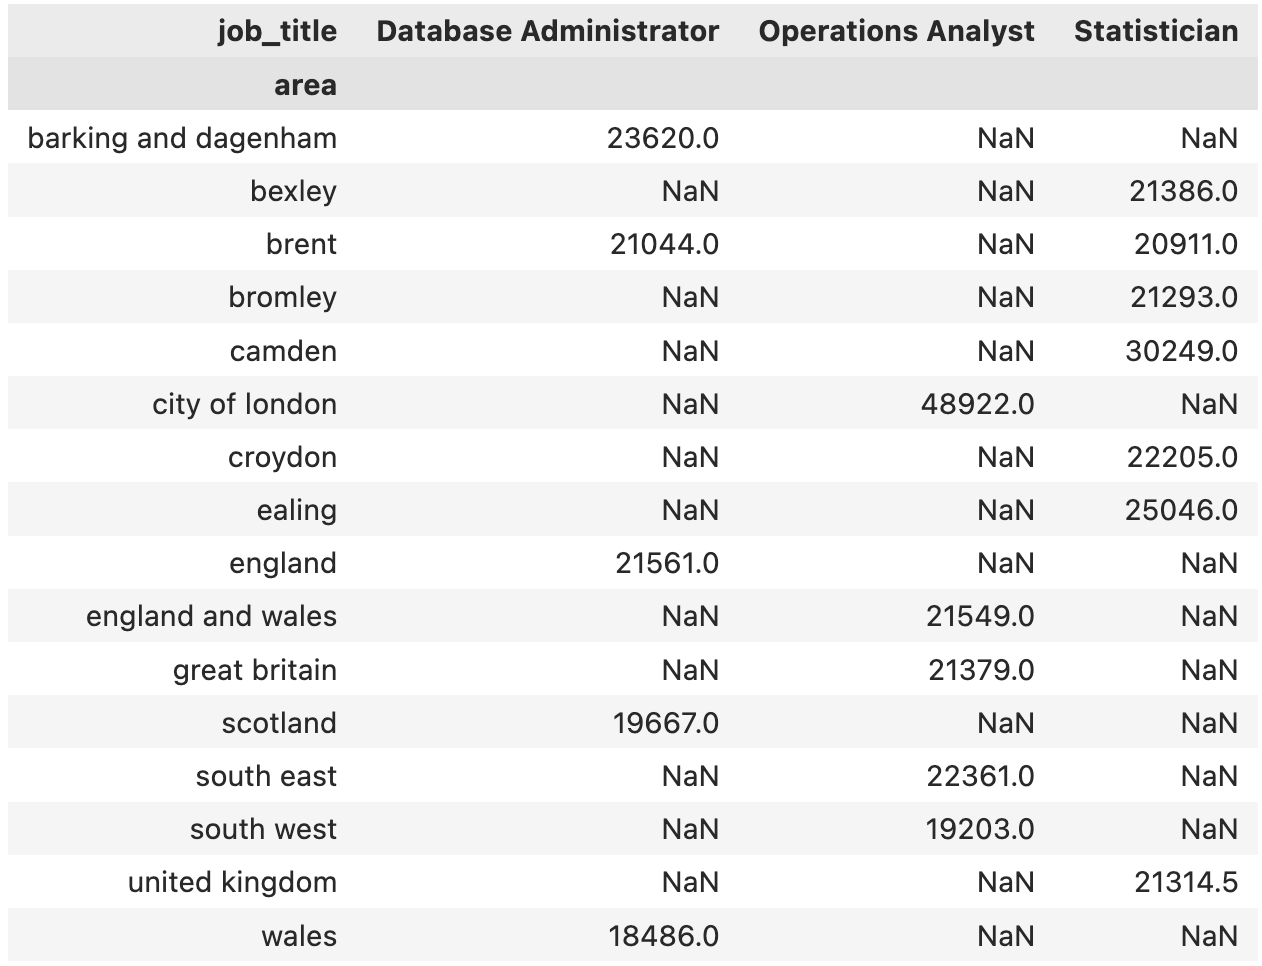 job_title Database Administrator Operations Analyst Statistician
area
barking and dagenham 23620.0 NaN NaN
bexley NaN NaN 21386.0
brent 21044.0 NaN 20911.0
bromley NaN NaN 21293.0
camden NaN NaN 30249.0
city of london NaN 48922.0 NaN
croydon NaN NaN 22205.0
ealing NaN NaN 25046.0
england 21561.0 NaN NaN
england and wales NaN 21549.0 NaN
great britain NaN 21379.0 NaN
scotland 19667.0 NaN NaN
south east NaN 22361.0 NaN
south west NaN 19203.0 NaN
united kingdom NaN NaN 21314.5
wales 18486.0 NaN NaN